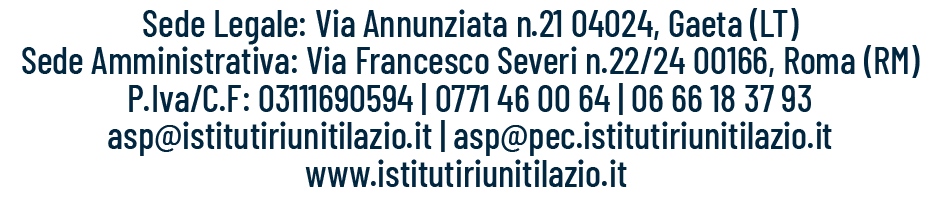 Sede Legale: Via Annunziata n.21 04024, Gaeta (LT)
Sede Amministrativa: Via Francesco Severi n.22/24 00166, Roma (RM)
P.Iva/C.F: 03111690594 | 0771 46 00 64 | 06 66 18 37 93
asp@istitutiriunitilazio.it | asp@pec.istitutiriunitilazio.it
www.istitutiriunitilazio.it